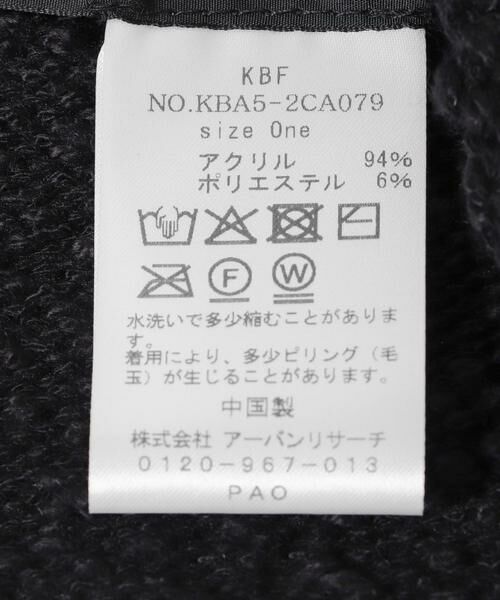 KBF
NO.KBA5-2CA079
size One
アクリル 94%
ポリエステル 6%
F W
水洗いで多少縮むことがありま
す。
着用により、多少ピリング（毛
玉）が生じることがあります。
中国製
株式会社 アーバンリサーチ
0120-967-013
PAO